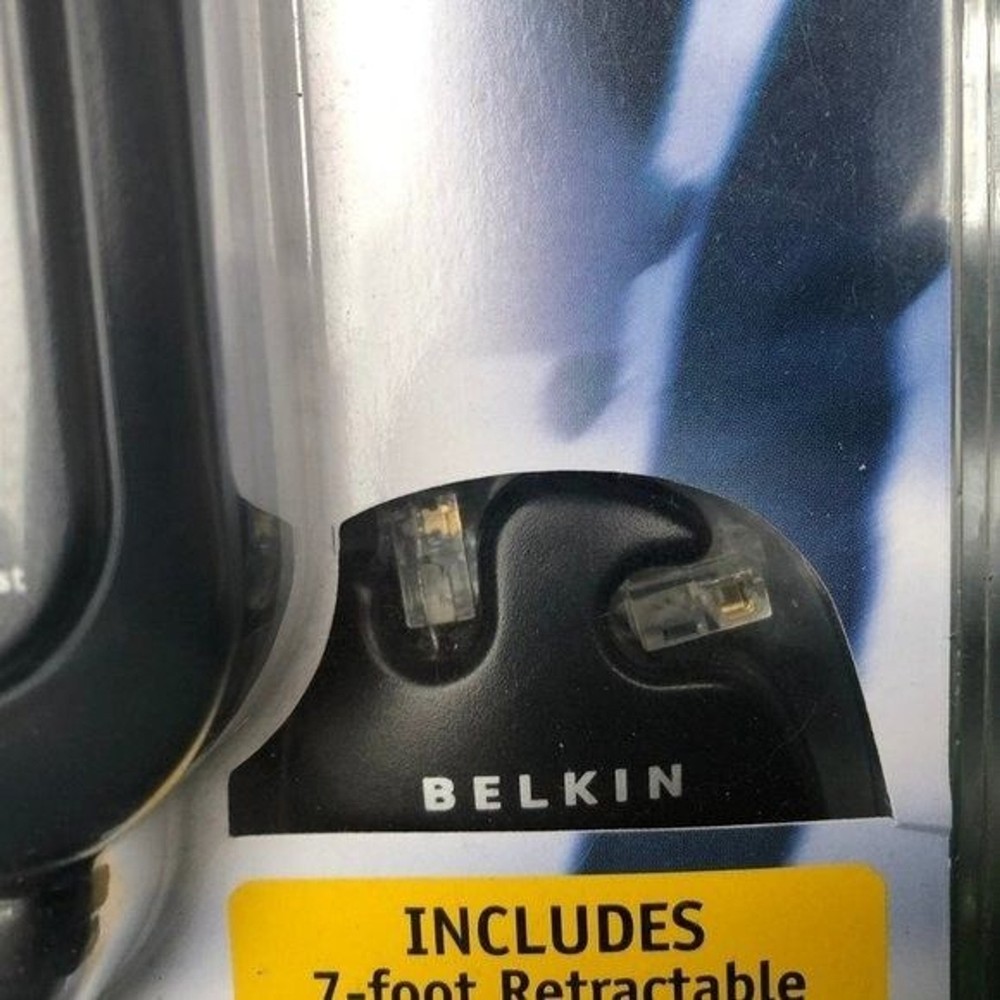 BELKIN
INCLUDES
7-foot Retractable